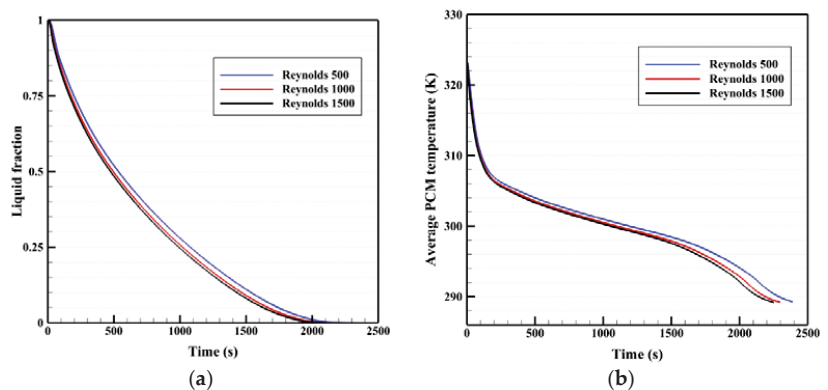 1
0.75
0.5
0.25
0
Liquid fraction
Reynolds 500
Reynolds 1000
Reynolds 1500
0 500 1000 1500 2000 2500
Time (s)
(a)
330
320
310
300
290
Average PCM temperature (K)
Reynolds 500
Reynolds 1000
Reynolds 1500
0 500 1000 1500 2000 2500
Time (s)
(b)